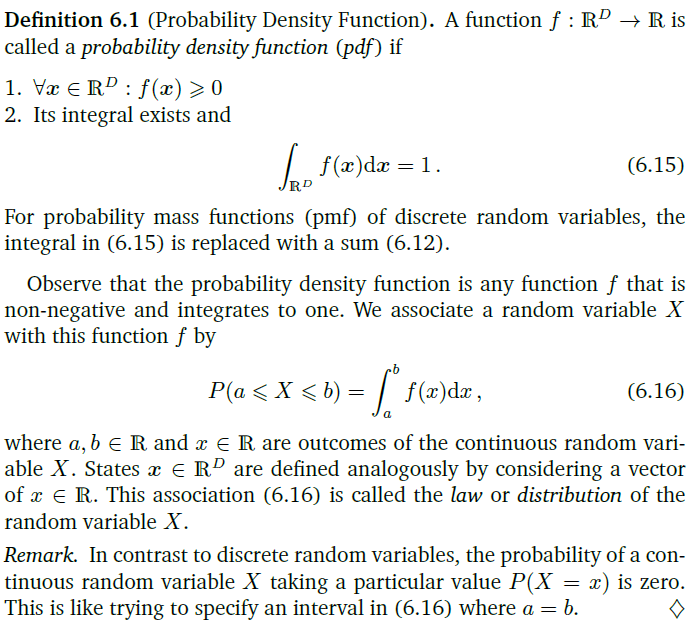 Definition 6.1 (Probability Density Function). A function f : ℝᴰ → ℝ is
called a probability density function (pdf) if
1. ∀x ∈ ℝᴰ : f(x) ⩾ 0
2. Its integral exists and
∫_{ℝᴰ} f(x)dx = 1 . (6.15)
For probability mass functions (pmf) of discrete random variables, the
integral in (6.15) is replaced with a sum (6.12).
Observe that the probability density function is any function f that is
non-negative and integrates to one. We associate a random variable X
with this function f by
P(a ⩽ X ⩽ b) = ∫_a^b f(x)dx , (6.16)
where a, b ∈ ℝ and x ∈ ℝ are outcomes of the continuous random vari-
able X. States x ∈ ℝᴰ are defined analogously by considering a vector
of x ∈ ℝ. This association (6.16) is called the law or distribution of the
random variable X.
Remark. In contrast to discrete random variables, the probability of a con-
tinuous random variable X taking a particular value P(X = x) is zero.
This is like trying to specify an interval in (6.16) where a = b. ♢